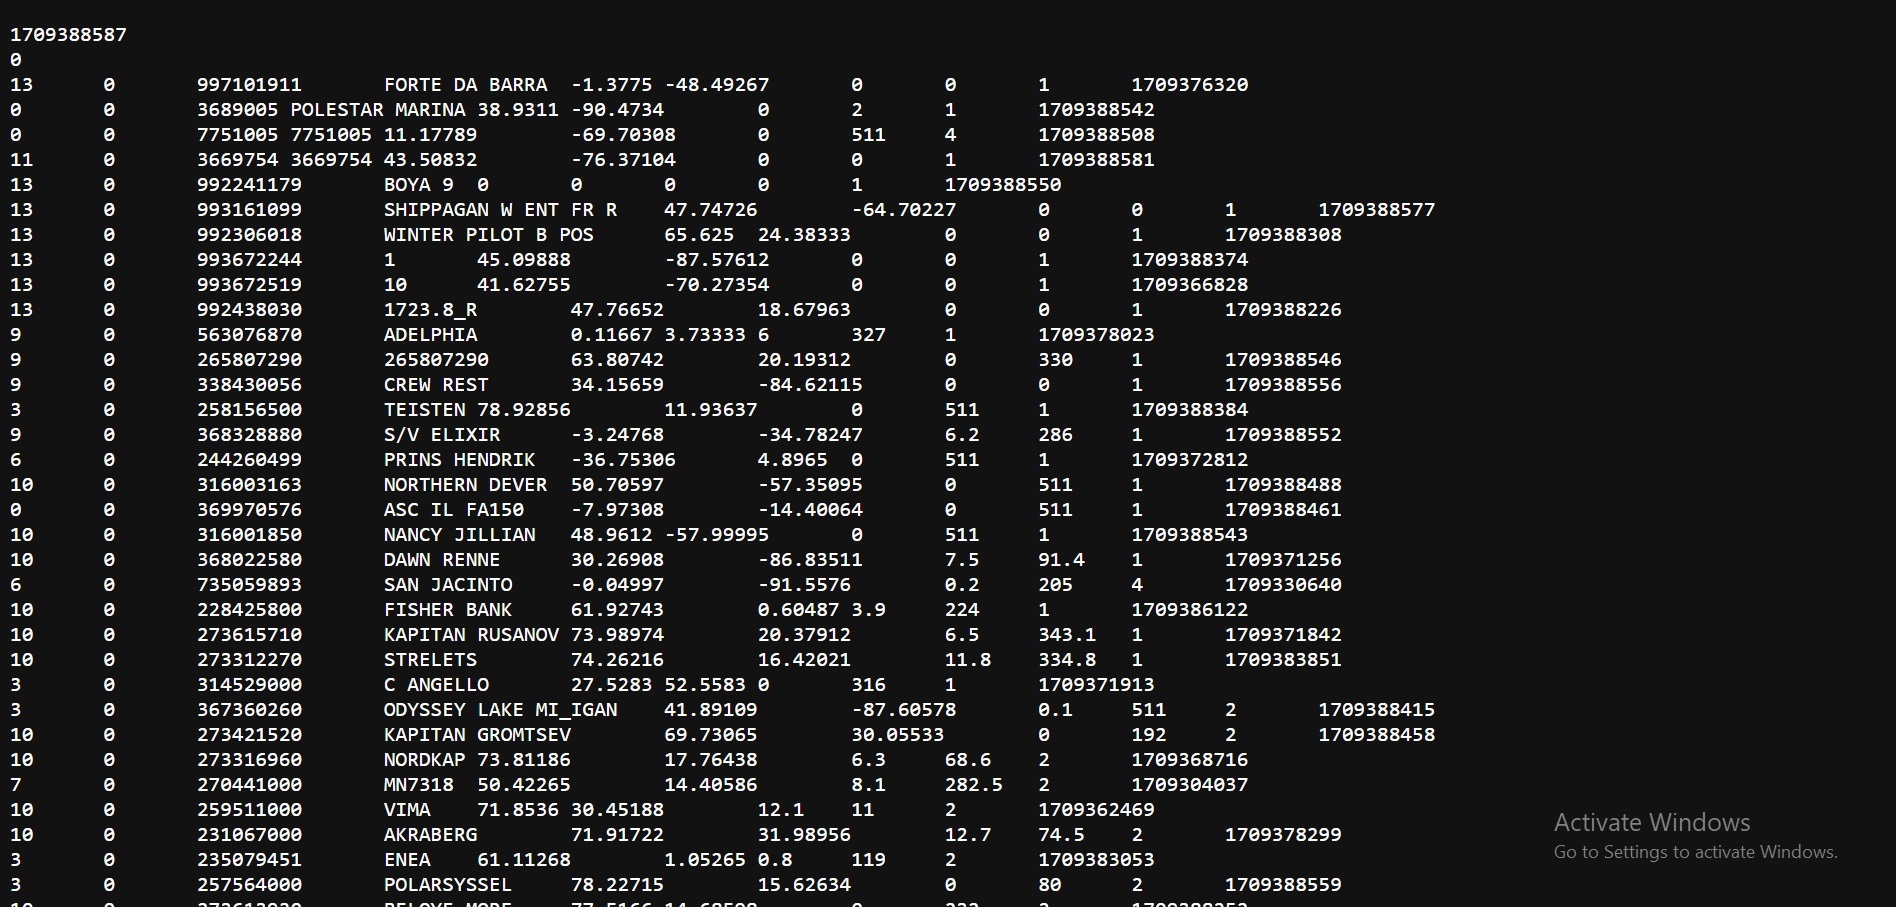 1709388587
0
13 0 997101911 FORTE DA BARRA -1.3775 -48.49267 0 0 1 1709376320
0 0 3689005 POLESTAR MARINA 38.9311 -90.4734 0 2 1 1709388542
0 0 7751005 7751005 11.17789 -69.70308 0 511 4 1709388508
11 0 3669754 3669754 43.50832 -76.37104 0 0 1 1709388581
13 0 992241179 BOYA 9 0 0 0 0 1 1709388550
13 0 993161099 SHIPPAGAN W ENT FR R 47.74726 -64.70227 0 0 1 1709388577
13 0 992306018 WINTER PILOT B POS 65.625 24.38333 0 0 1 1709388308
13 0 993672244 1 45.09888 -87.57612 0 0 1 1709388374
13 0 993672519 10 41.62755 -70.27354 0 0 1 1709366828
13 0 992438030 1723.8_R 47.76652 18.67963 0 0 1 1709388226
9 0 563076870 ADELPHIA 0.11667 3.73333 6 327 1 1709378023
9 0 265807290 265807290 63.80742 20.19312 0 330 1 1709388546
9 0 338430056 CREW REST 34.15659 -84.62115 0 0 1 1709388556
3 0 258156500 TEISTEN 78.92856 11.93637 0 511 1 1709388384
9 0 368328880 S/V ELIXIR -3.24768 -34.78247 6.2 286 1 1709388552
6 0 244260499 PRINS HENDRIK -36.75306 4.8965 0 511 1 1709372812
10 0 316003163 NORTHERN DEVER 50.70597 -57.35095 0 511 1 1709388488
0 0 369970576 ASC IL FA150 -7.97308 -14.40064 0 511 1 1709388461
10 0 316001850 NANCY JILLIAN 48.9612 -57.99995 0 511 1 1709388543
10 0 368022580 DAWN RENNE 30.26908 -86.83511 7.5 91.4 1 1709371256
6 0 735059893 SAN JACINTO -0.04997 -91.5576 0.2 205 4 1709330640
10 0 228425800 FISHER BANK 61.92743 0.60487 3.9 224 1 1709386122
10 0 273615710 KAPITAN RUSANOV 73.98974 20.37912 6.5 343.1 1 1709371842
10 0 273312270 STRELETS 74.26216 16.42021 11.8 334.8 1 1709383851
3 0 314529000 C ANGELLO 27.5283 52.5583 0 316 1 1709371913
3 0 367360260 ODYSSEY LAKE MI_IGAN 41.89109 -87.60578 0.1 511 2 1709388415
10 0 273421520 KAPITAN GROMTSEV 69.73065 30.05533 0 192 2 1709388458
10 0 273316960 NORDKAP 73.81186 17.76438 6.3 68.6 2 1709368716
7 0 270441000 MN7318 50.42265 14.40586 8.1 282.5 2 1709304037
10 0 259511000 VIMA 71.8536 30.45188 12.1 11 2 1709362469
10 0 231067000 AKRABERG 71.91722 31.98956 12.7 74.5 2 1709378299
3 0 235079451 ENEA 61.11268 1.05265 0.8 119 2 1709383053
3 0 257564000 POLARSYSSEL 78.22715 15.62634 0 80 2 1709388559
Activate Windows
Go to Settings to activate Windows.